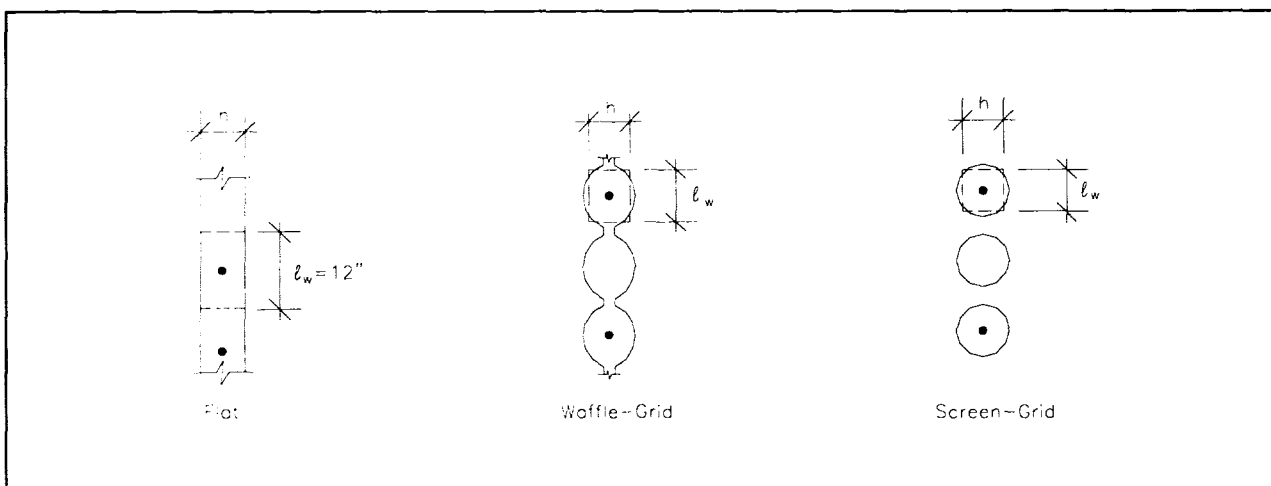 h
h
h
ℓw
ℓw
ℓw=12"
Flat
Waffle-Grid
Screen-Grid